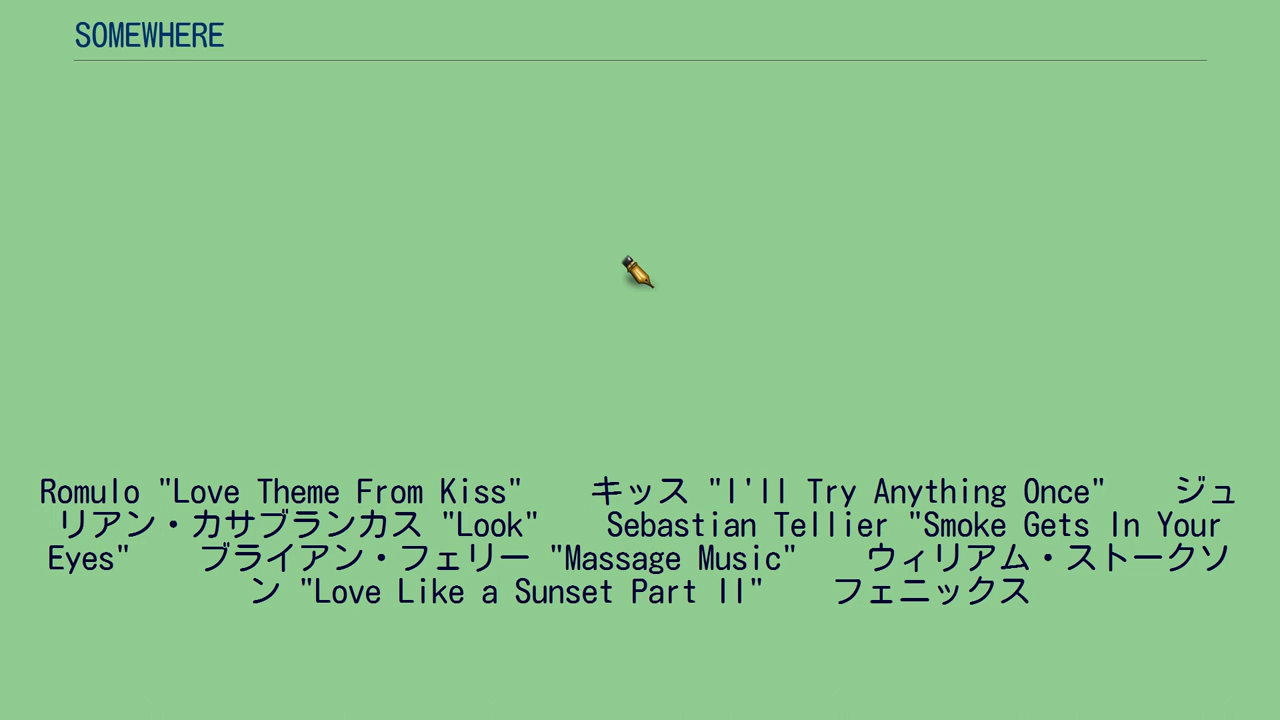 SOMEWHERE
Romulo "Love Theme From Kiss"　　キッス "I'll Try Anything Once"　　ジュ
リアン・カサブランカス "Look"　　Sebastian Tellier "Smoke Gets In Your
Eyes"　　ブライアン・フェリー "Massage Music"　　ウィリアム・ストークソ
ン "Love Like a Sunset Part II"　　フェニックス